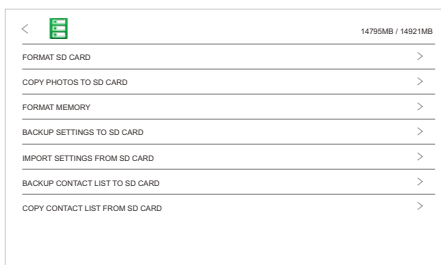 14795MB / 14921MB
FORMAT SD CARD
COPY PHOTOS TO SD CARD
FORMAT MEMORY
BACKUP SETTINGS TO SD CARD
IMPORT SETTINGS FROM SD CARD
BACKUP CONTACT LIST TO SD CARD
COPY CONTACT LIST FROM SD CARD